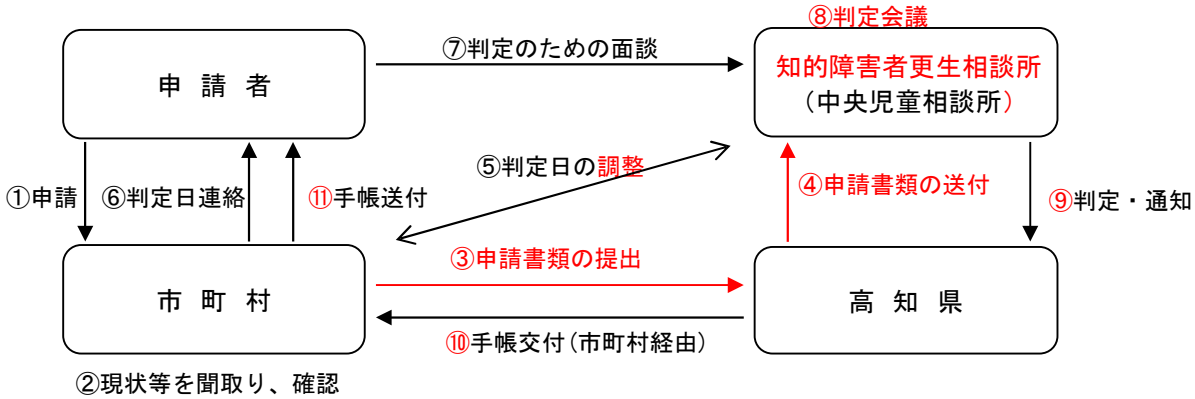 ⑧判定会議
⑦判定のための面談
申請者
知的障害者更生相談所
(中央児童相談所)
①申請
⑥判定日連絡
⑪手帳送付
⑤判定日の調整
④申請書類の送付
⑨判定・通知
③申請書類の提出
市町村
高知県
⑩手帳交付(市町村経由)
②現状等を聞取り、確認